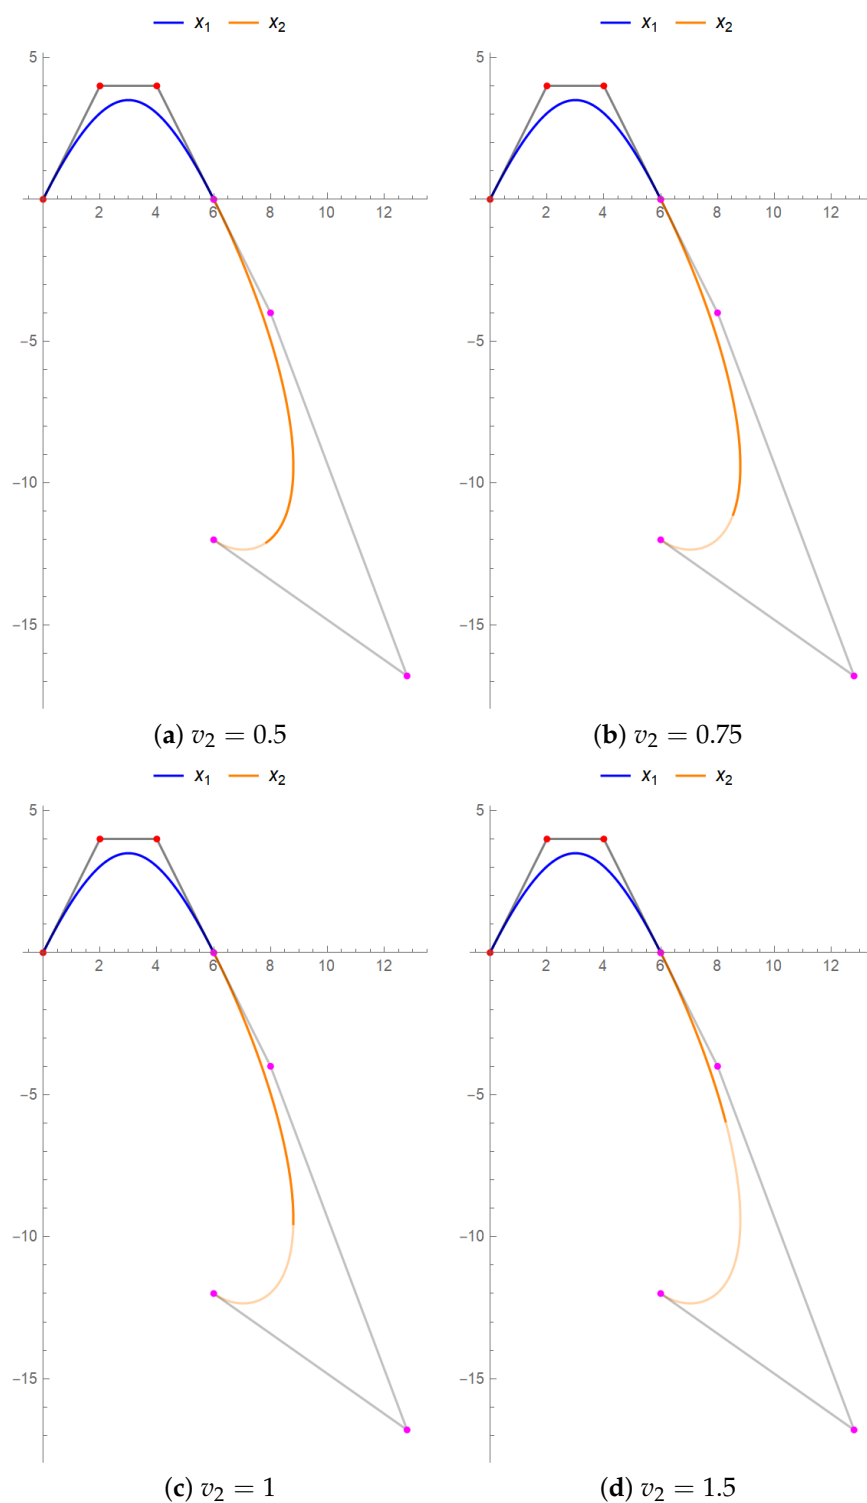 x₁ x₂ x₁ x₂
5 5
2 4 6 8 10 12 2 4 6 8 10 12
−5 −5
−10 −10
−15 −15
(a) v₂ = 0.5 (b) v₂ = 0.75
x₁ x₂ x₁ x₂
5 5
2 4 6 8 10 12 2 4 6 8 10 12
−5 −5
−10 −10
−15 −15
(c) v₂ = 1 (d) v₂ = 1.5